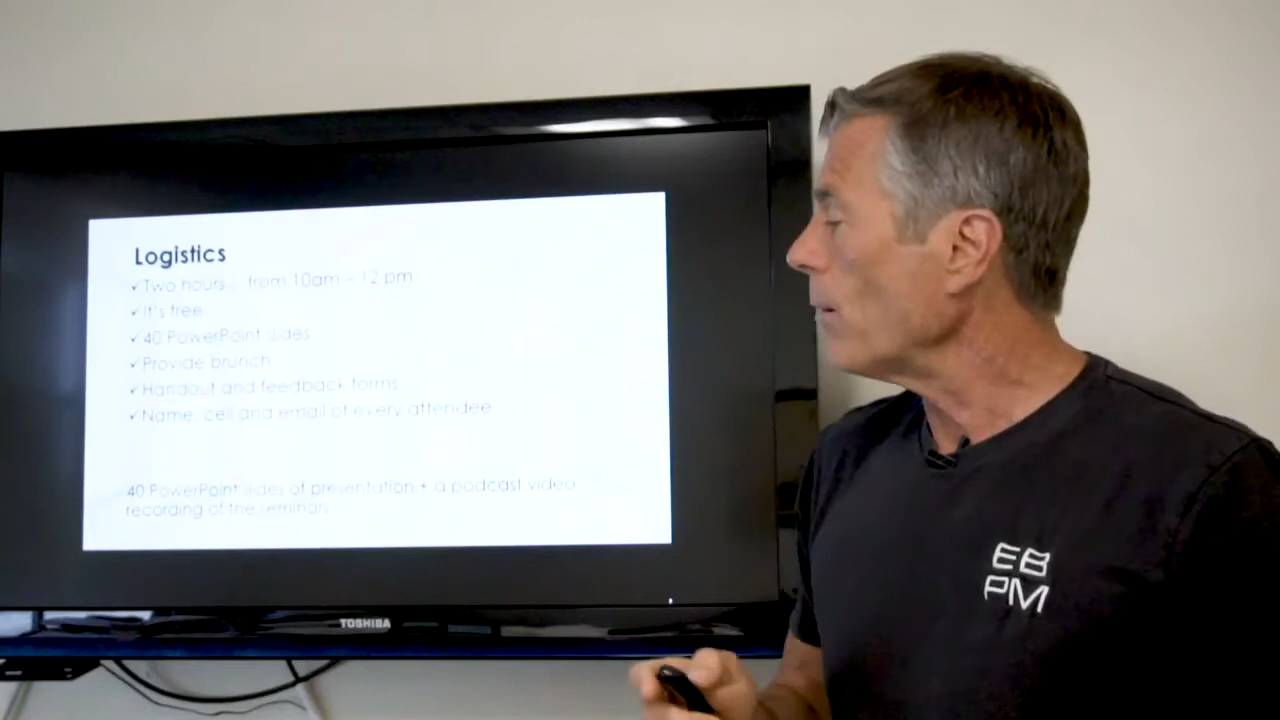 Logistics
✓Two hours... from 10am – 12 pm
✓It's free
✓40 PowerPoint slides
✓Provide brunch
✓Handout and feedback forms
✓Name, cell and email of every attendee
40 PowerPoint slides of presentation + a podcast video
recording of the seminars
TOSHIBA
EB
PM